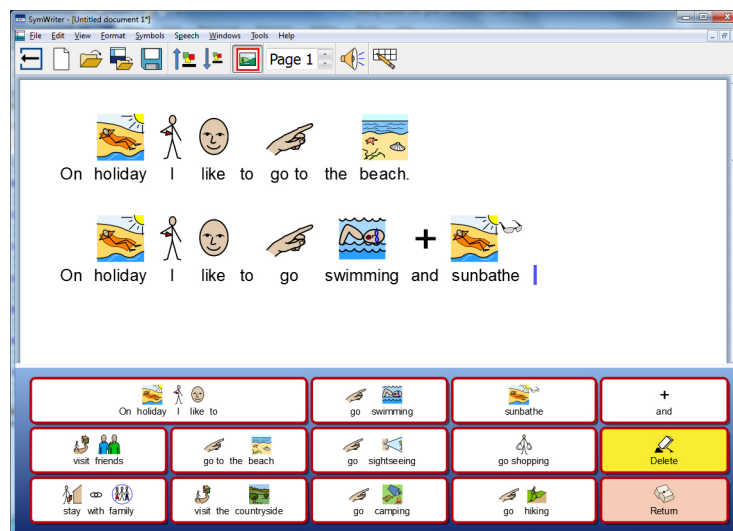 SymWriter - [Untitled document 1*]
File Edit View Format Symbols Speech Windows Tools Help
Page 1
On holiday I like to go to the beach.
On holiday I like to go swimming and sunbathe
On holiday I like to
go swimming
sunbathe
+
and
visit friends
go to the beach
go sightseeing
go shopping
Delete
stay with family
visit the countryside
go camping
go hiking
Return